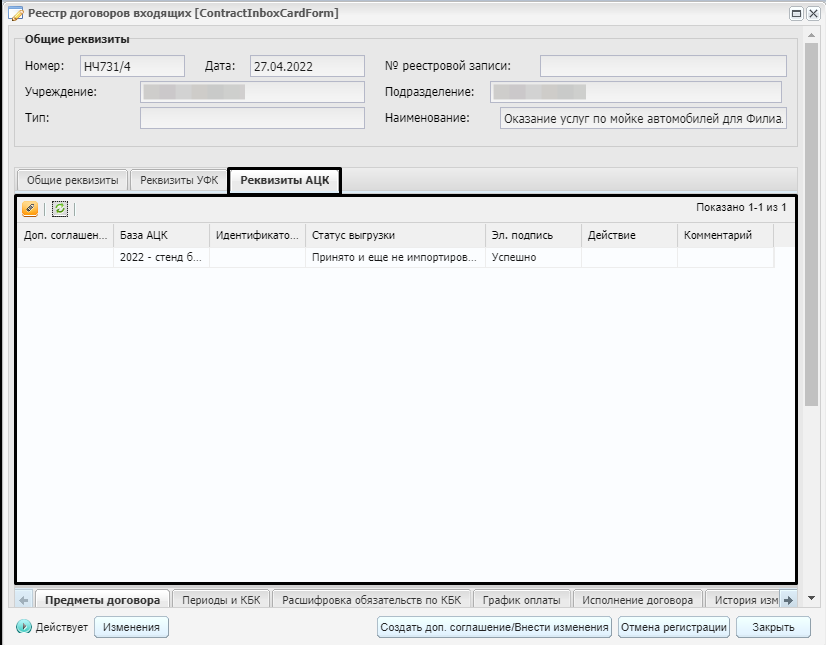 Реестр договоров входящих [ContractInboxCardForm]
Общие реквизиты
Номер: НЧ731/4 Дата: 27.04.2022 № реестровой записи:
Учреждение: Подразделение:
Тип: Наименование: Оказание услуг по мойке автомобилей для Филиа
Общие реквизиты Реквизиты УФК Реквизиты АЦК
Показано 1-1 из 1
Доп. соглашен... База АЦК Идентификато... Статус выгрузки Эл. подпись Действие Комментарий
2022 - стенд б... Принято и еще не импортиров... Успешно
Предметы договора Периоды и КБК Расшифровка обязательств по КБК График оплаты Исполнение договора История изм
Действует Изменения Создать доп. соглашение/Внести изменения Отмена регистрации Закрыть